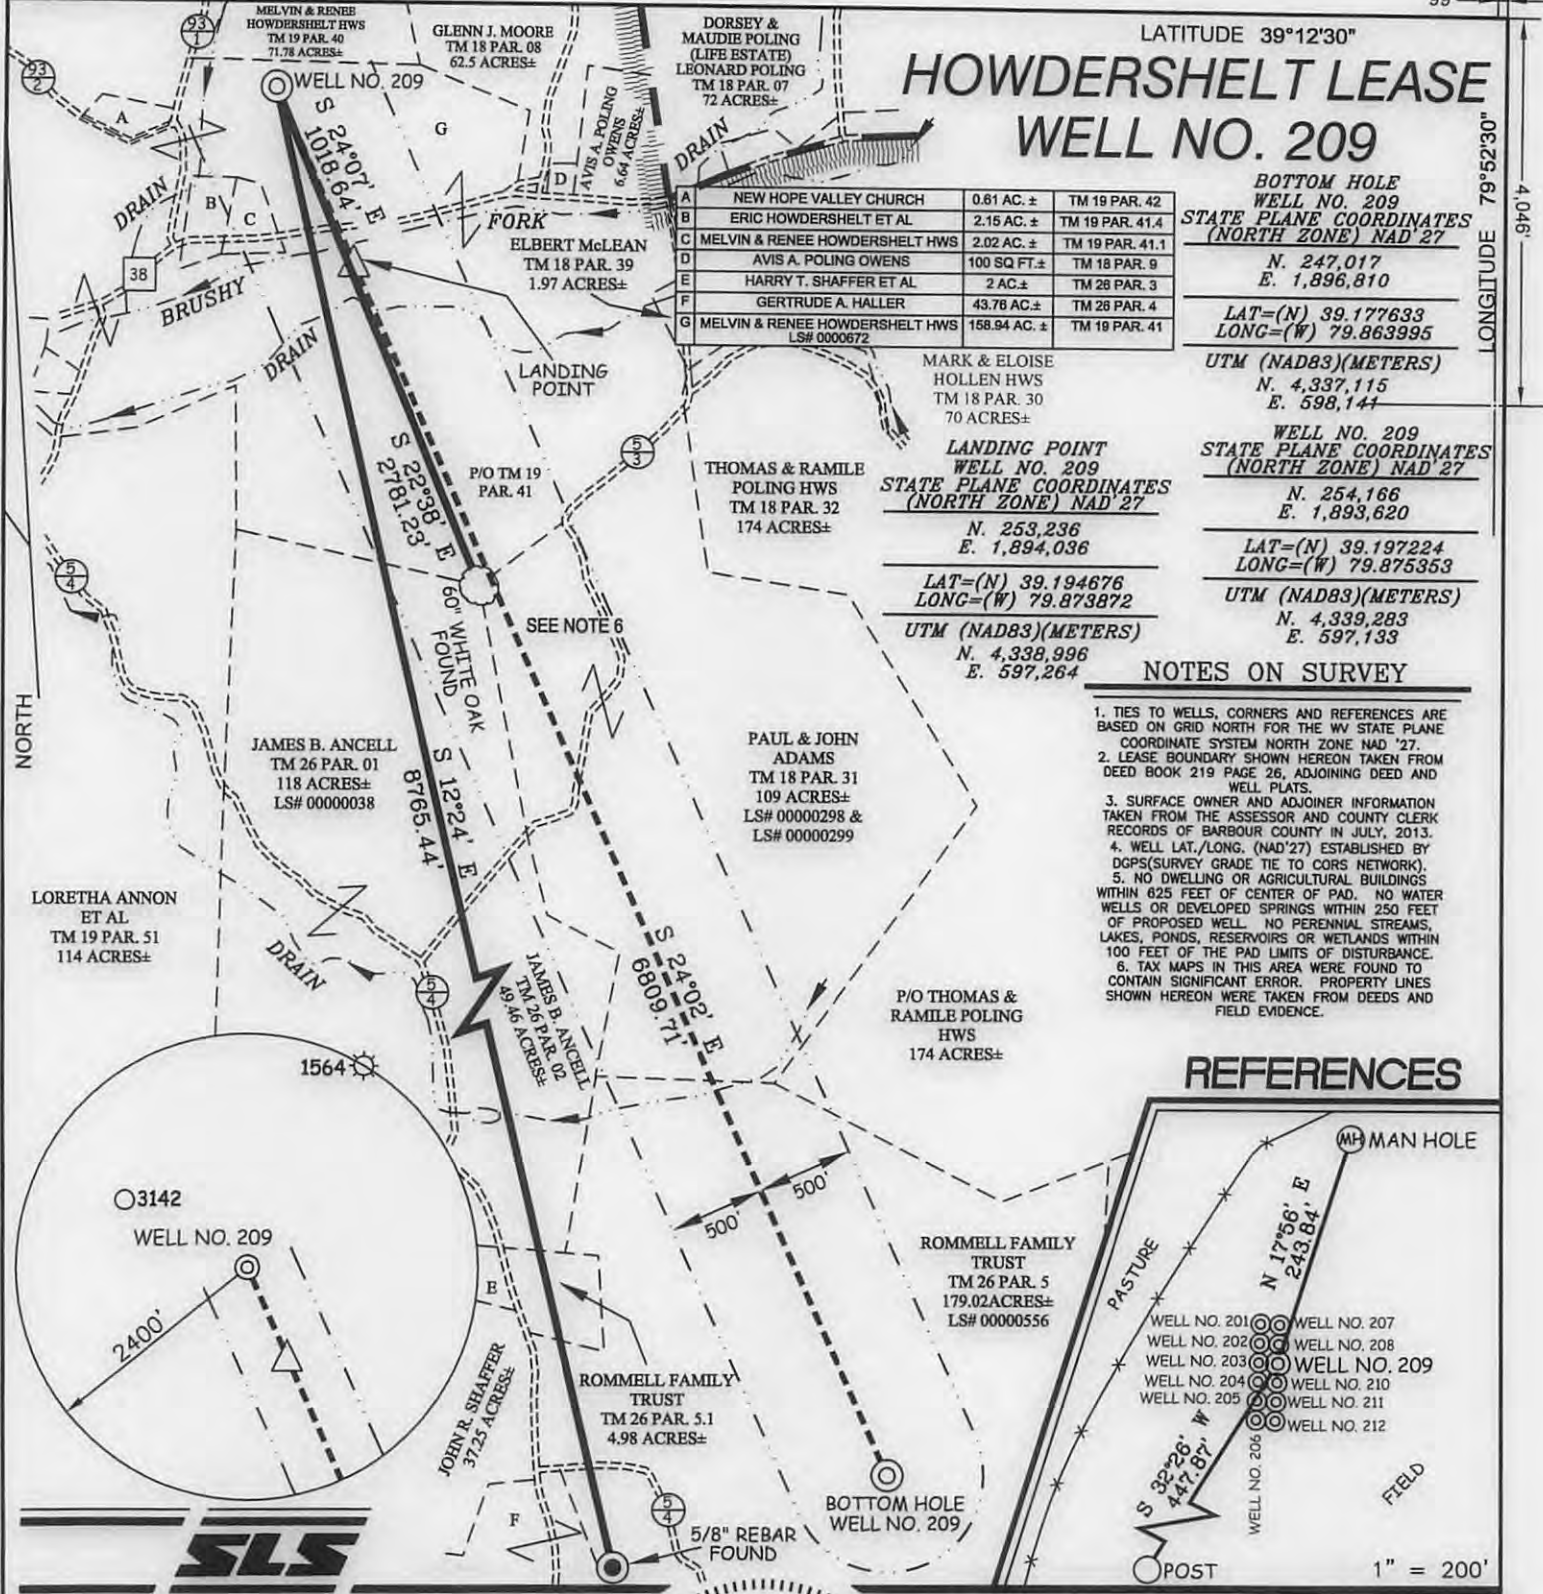 99
LATITUDE 39°12'30"
HOWDERSHELT LEASE
WELL NO. 209
LONGITUDE 79°52'30"
4,046'
MELVIN & RENEE
HOWDERSHELT HWS
TM 19 PAR. 40
71.78 ACRES±
GLENN J. MOORE
TM 18 PAR. 08
62.5 ACRES±
DORSEY &
MAUDIE POLING
(LIFE ESTATE)
LEONARD POLING
TM 18 PAR. 07
72 ACRES±
93
1
93
2
WELL NO. 209
A
G
AVIS A. POLING
OWENS
6.64 ACRES±
D
DRAIN
S 24°07' E
1018.64'
DRAIN
B
C
FORK
38
BRUSHY
ELBERT McLEAN
TM 18 PAR. 39
1.97 ACRES±
A NEW HOPE VALLEY CHURCH 0.61 AC. ± TM 19 PAR. 42
B ERIC HOWDERSHELT ET AL 2.15 AC. ± TM 19 PAR. 41.4
C MELVIN & RENEE HOWDERSHELT HWS 2.02 AC. ± TM 19 PAR. 41.1
D AVIS A. POLING OWENS 100 SQ FT.± TM 18 PAR. 9
E HARRY T. SHAFFER ET AL 2 AC.± TM 26 PAR. 3
F GERTRUDE A. HALLER 43.76 AC.± TM 26 PAR. 4
G MELVIN & RENEE HOWDERSHELT HWS 158.94 AC. ± TM 19 PAR. 41
LS# 0000672
BOTTOM HOLE
WELL NO. 209
STATE PLANE COORDINATES
(NORTH ZONE) NAD'27
N. 247,017
E. 1,896,810
LAT=(N) 39.177633
LONG=(W) 79.863995
UTM (NAD83)(METERS)
N. 4,337,115
E. 598,141
DRAIN
LANDING
POINT
MARK & ELOISE
HOLLEN HWS
TM 18 PAR. 30
70 ACRES±
S 22°38' E
2781.23'
P/O TM 19
PAR. 41
5
3
THOMAS & RAMILE
POLING HWS
TM 18 PAR. 32
174 ACRES±
LANDING POINT
WELL NO. 209
STATE PLANE COORDINATES
(NORTH ZONE) NAD'27
N. 253,236
E. 1,894,036
LAT=(N) 39.194676
LONG=(W) 79.873872
UTM (NAD83)(METERS)
N. 4,338,996
E. 597,264
WELL NO. 209
STATE PLANE COORDINATES
(NORTH ZONE) NAD'27
N. 254,166
E. 1,893,620
LAT=(N) 39.197224
LONG=(W) 79.875353
UTM (NAD83)(METERS)
N. 4,339,283
E. 597,133
5
4
60" WHITE OAK
FOUND
SEE NOTE 6
NORTH
NOTES ON SURVEY
1. TIES TO WELLS, CORNERS AND REFERENCES ARE
BASED ON GRID NORTH FOR THE WV STATE PLANE
COORDINATE SYSTEM NORTH ZONE NAD '27.
2. LEASE BOUNDARY SHOWN HEREON TAKEN FROM
DEED BOOK 219 PAGE 26, ADJOINING DEED AND
WELL PLATS.
3. SURFACE OWNER AND ADJOINER INFORMATION
TAKEN FROM THE ASSESSOR AND COUNTY CLERK
RECORDS OF BARBOUR COUNTY IN JULY, 2013.
4. WELL LAT./LONG. (NAD'27) ESTABLISHED BY
DGPS(SURVEY GRADE TIE TO CORS NETWORK).
5. NO DWELLING OR AGRICULTURAL BUILDINGS
WITHIN 625 FEET OF CENTER OF PAD. NO WATER
WELLS OR DEVELOPED SPRINGS WITHIN 250 FEET
OF PROPOSED WELL. NO PERENNIAL STREAMS,
LAKES, PONDS, RESERVOIRS OR WETLANDS WITHIN
100 FEET OF THE PAD LIMITS OF DISTURBANCE.
6. TAX MAPS IN THIS AREA WERE FOUND TO
CONTAIN SIGNIFICANT ERROR. PROPERTY LINES
SHOWN HEREON WERE TAKEN FROM DEEDS AND
FIELD EVIDENCE.
JAMES B. ANCELL
TM 26 PAR. 01
118 ACRES±
LS# 00000038
S 12°24' E
8765.44'
PAUL & JOHN
ADAMS
TM 18 PAR. 31
109 ACRES±
LS# 00000298 &
LS# 00000299
LORETHA ANNON
ET AL
TM 19 PAR. 51
114 ACRES±
DRAIN
5
4
JAMES B. ANCELL
TM 26 PAR. 02
49.46 ACRES±
S 24°02' E
6809.71'
P/O THOMAS &
RAMILE POLING
HWS
174 ACRES±
1564
3142
WELL NO. 209
2400'
500'
500'
E
ROMMELL FAMILY
TRUST
TM 26 PAR. 5
179.02ACRES±
LS# 00000556
JOHN R. SHAFFER
37.25 ACRES±
ROMMELL FAMILY
TRUST
TM 26 PAR. 5.1
4.98 ACRES±
F
5
4
5/8" REBAR
FOUND
BOTTOM HOLE
WELL NO. 209
SLS
REFERENCES
MH MAN HOLE
N 17°56' E
243.84'
PASTURE
WELL NO. 201 WELL NO. 207
WELL NO. 202 WELL NO. 208
WELL NO. 203 WELL NO. 209
WELL NO. 204 WELL NO. 210
WELL NO. 205 WELL NO. 211
WELL NO. 206 WELL NO. 212
S 32°26' W
447.87'
FIELD
POST
1" = 200'